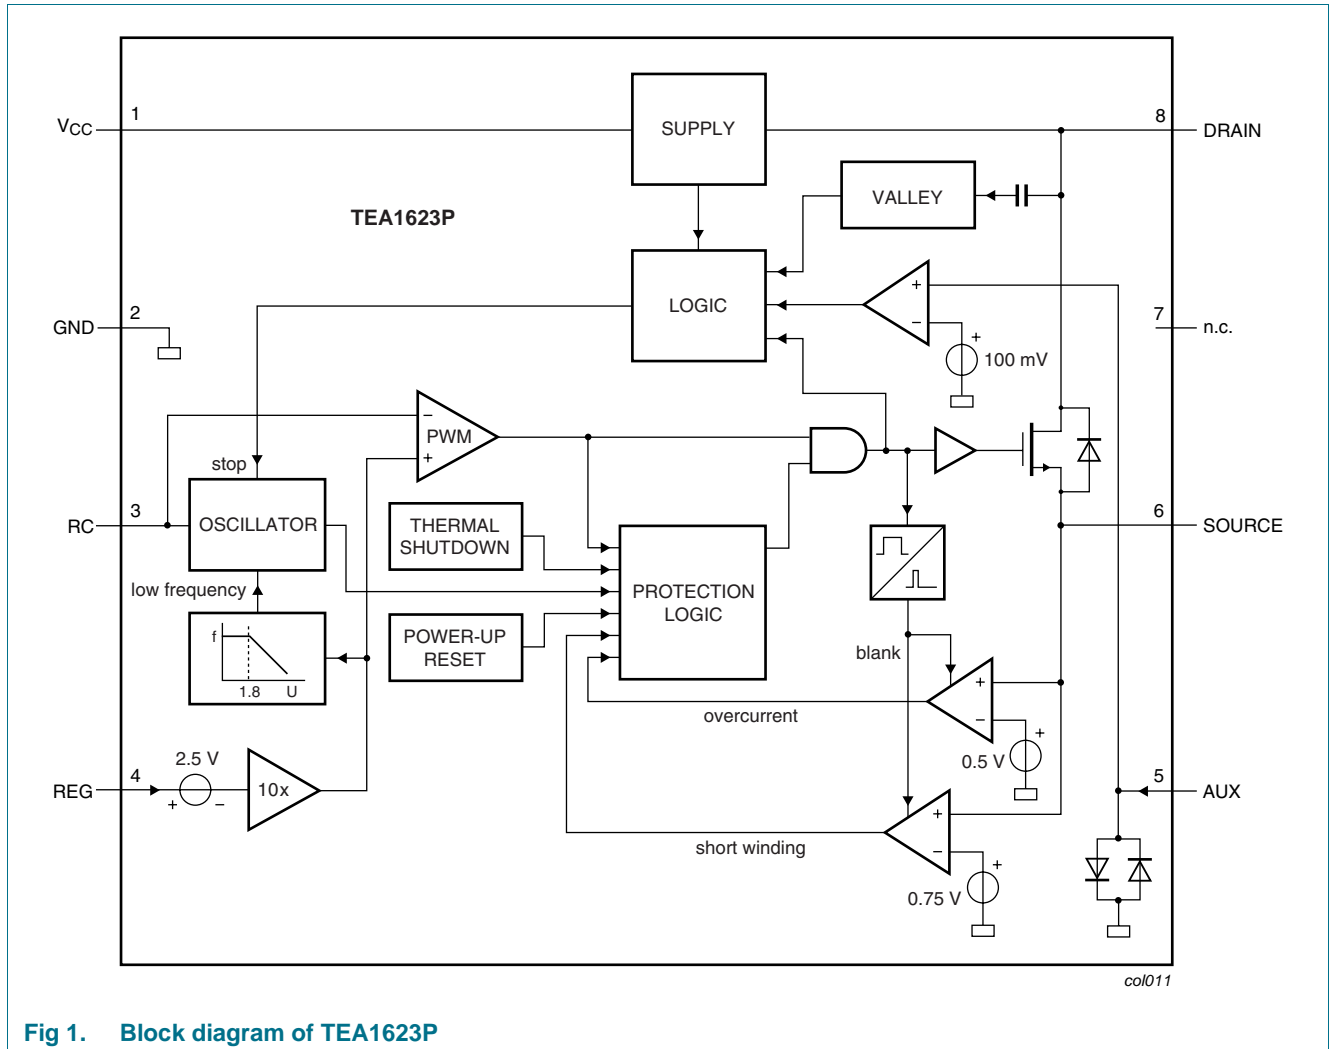 1
VCC
SUPPLY
8
DRAIN
VALLEY
TEA1623P
LOGIC
+
−
+
100 mV
2
GND
7
n.c.
−
PWM
+
stop
3
RC
OSCILLATOR
THERMAL
SHUTDOWN
6
SOURCE
low frequency
PROTECTION
LOGIC
f
1.8
U
POWER-UP
RESET
blank
+
−
+
overcurrent
0.5 V
2.5 V
4
REG
+
−
10x
5
AUX
+
−
+
short winding
0.75 V
col011
Fig 1. Block diagram of TEA1623P